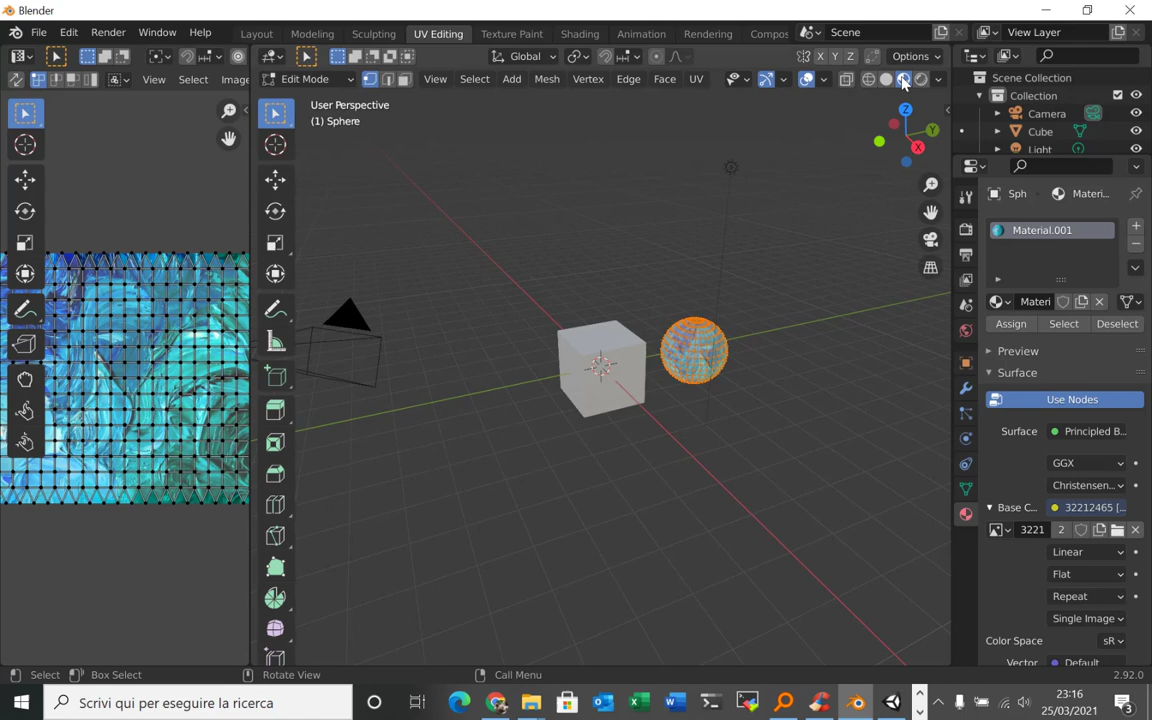 Blender
File Edit Render Window Help Layout Modeling Sculpting UV Editing Texture Paint Shading Animation Rendering Compos Scene View Layer
Global X Y Z Options
View Select Image Edit Mode View Select Add Mesh Vertex Edge Face UV
User Perspective
(1) Sphere
Z
Y
X
Scene Collection
Collection
Camera
Cube
Light
Sph Materi...
Material.001
Materi
Assign Select Deselect
Preview
Surface
Use Nodes
Surface Principled B...
GGX
Christensen...
Base C... 32212465 [...
3221 2
Linear
Flat
Repeat
Single Image
Color Space sR
Vector Default
Select Box Select Rotate View Call Menu 2.92.0
Scrivi qui per eseguire la ricerca
23:16
25/03/2021
3